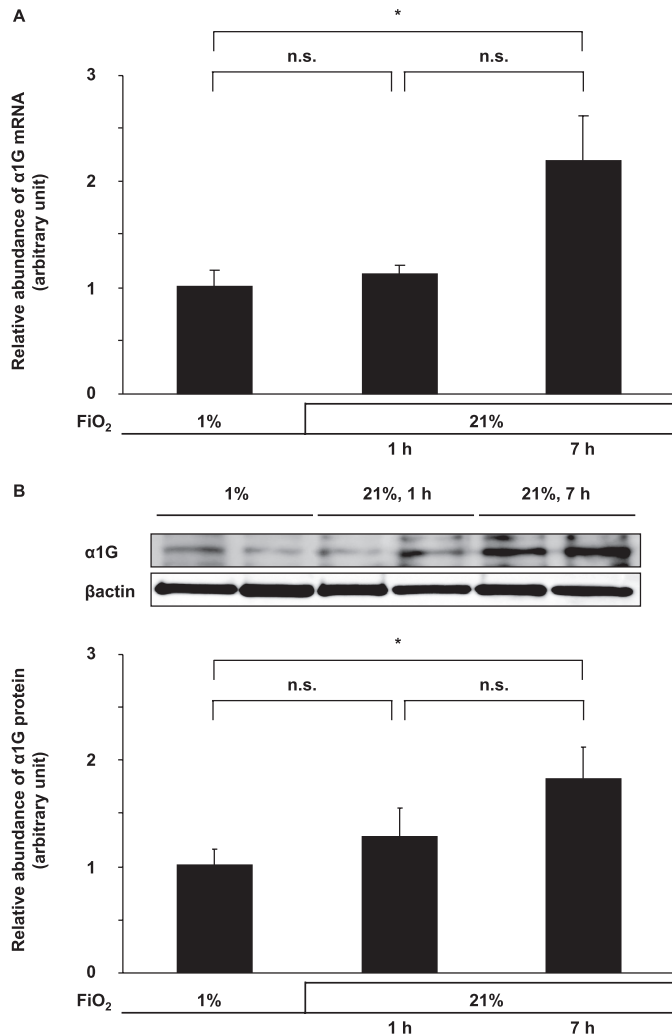 A
*
n.s. n.s.
3
2
1
0
Relative abundance of α1G mRNA
(arbitrary unit)
FiO2 1% 21%
1 h 7 h
B
1% 21%, 1 h 21%, 7 h
α1G
βactin
3
*
n.s. n.s.
2
1
0
Relative abundance of α1G protein
(arbitrary unit)
FiO2 1% 21%
1 h 7 h